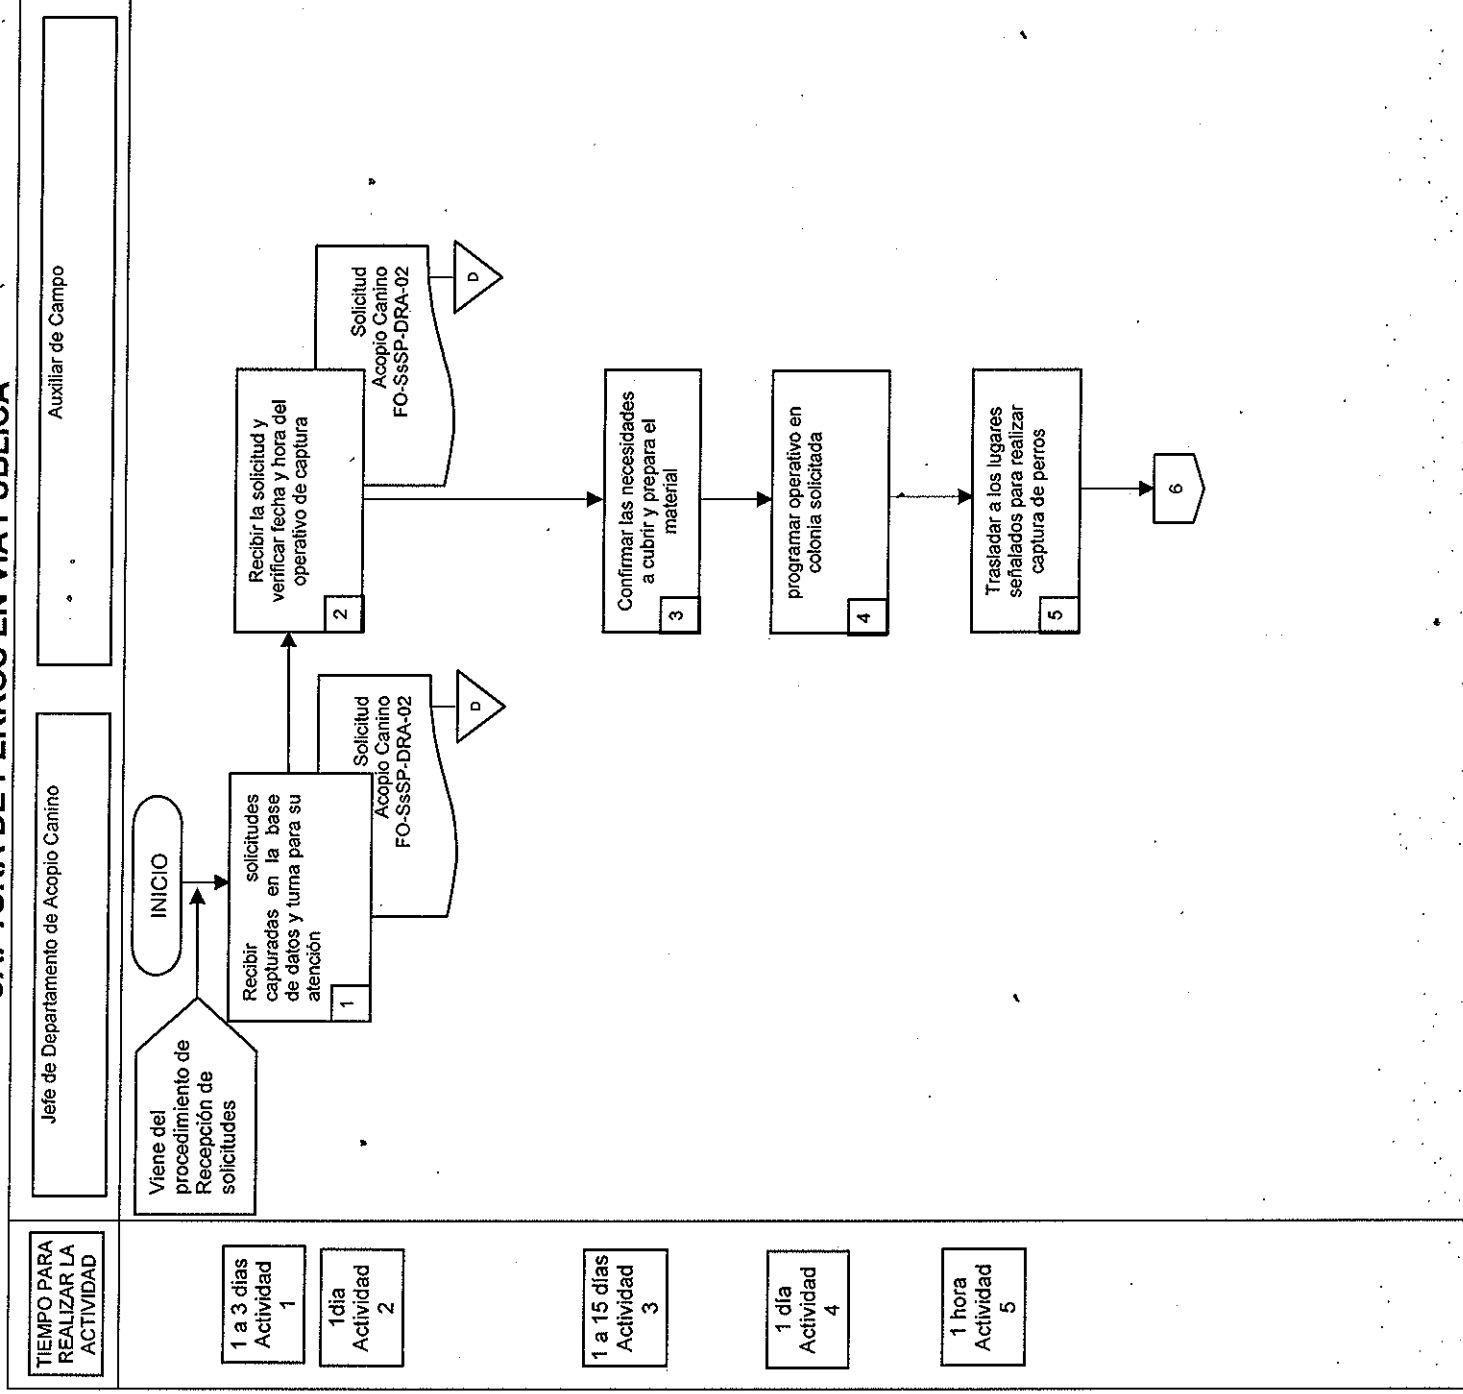 CAPTURA DE PERROS EN VÍA PÚBLICA
TIEMPO PARA
REALIZAR LA
ACTIVIDAD
Jefe de Departamento de Acopio Canino
Auxiliar de Campo
INICIO
Viene del
procedimiento de
Recepción de
solicitudes
1 a 3 dias
Actividad
1
Recibir solicitudes
capturadas en la base
de datos y turna para su
atención
1
Solicitud
Acopio Canino
FO-SsSP-DRA-02
D
1dia
Actividad
2
Recibir la solicitud y
verificar fecha y hora del
operativo de captura
2
Solicitud
Acopio Canino
FO-SsSP-DRA-02
D
1 a 15 días
Actividad
3
Confirmar las necesidades
a cubrir y prepara el
material
3
1 día
Actividad
4
programar operativo en
colonia solicitada
4
1 hora
Actividad
5
Trasladar a los lugares
señalados para realizar
captura de perros
5
6